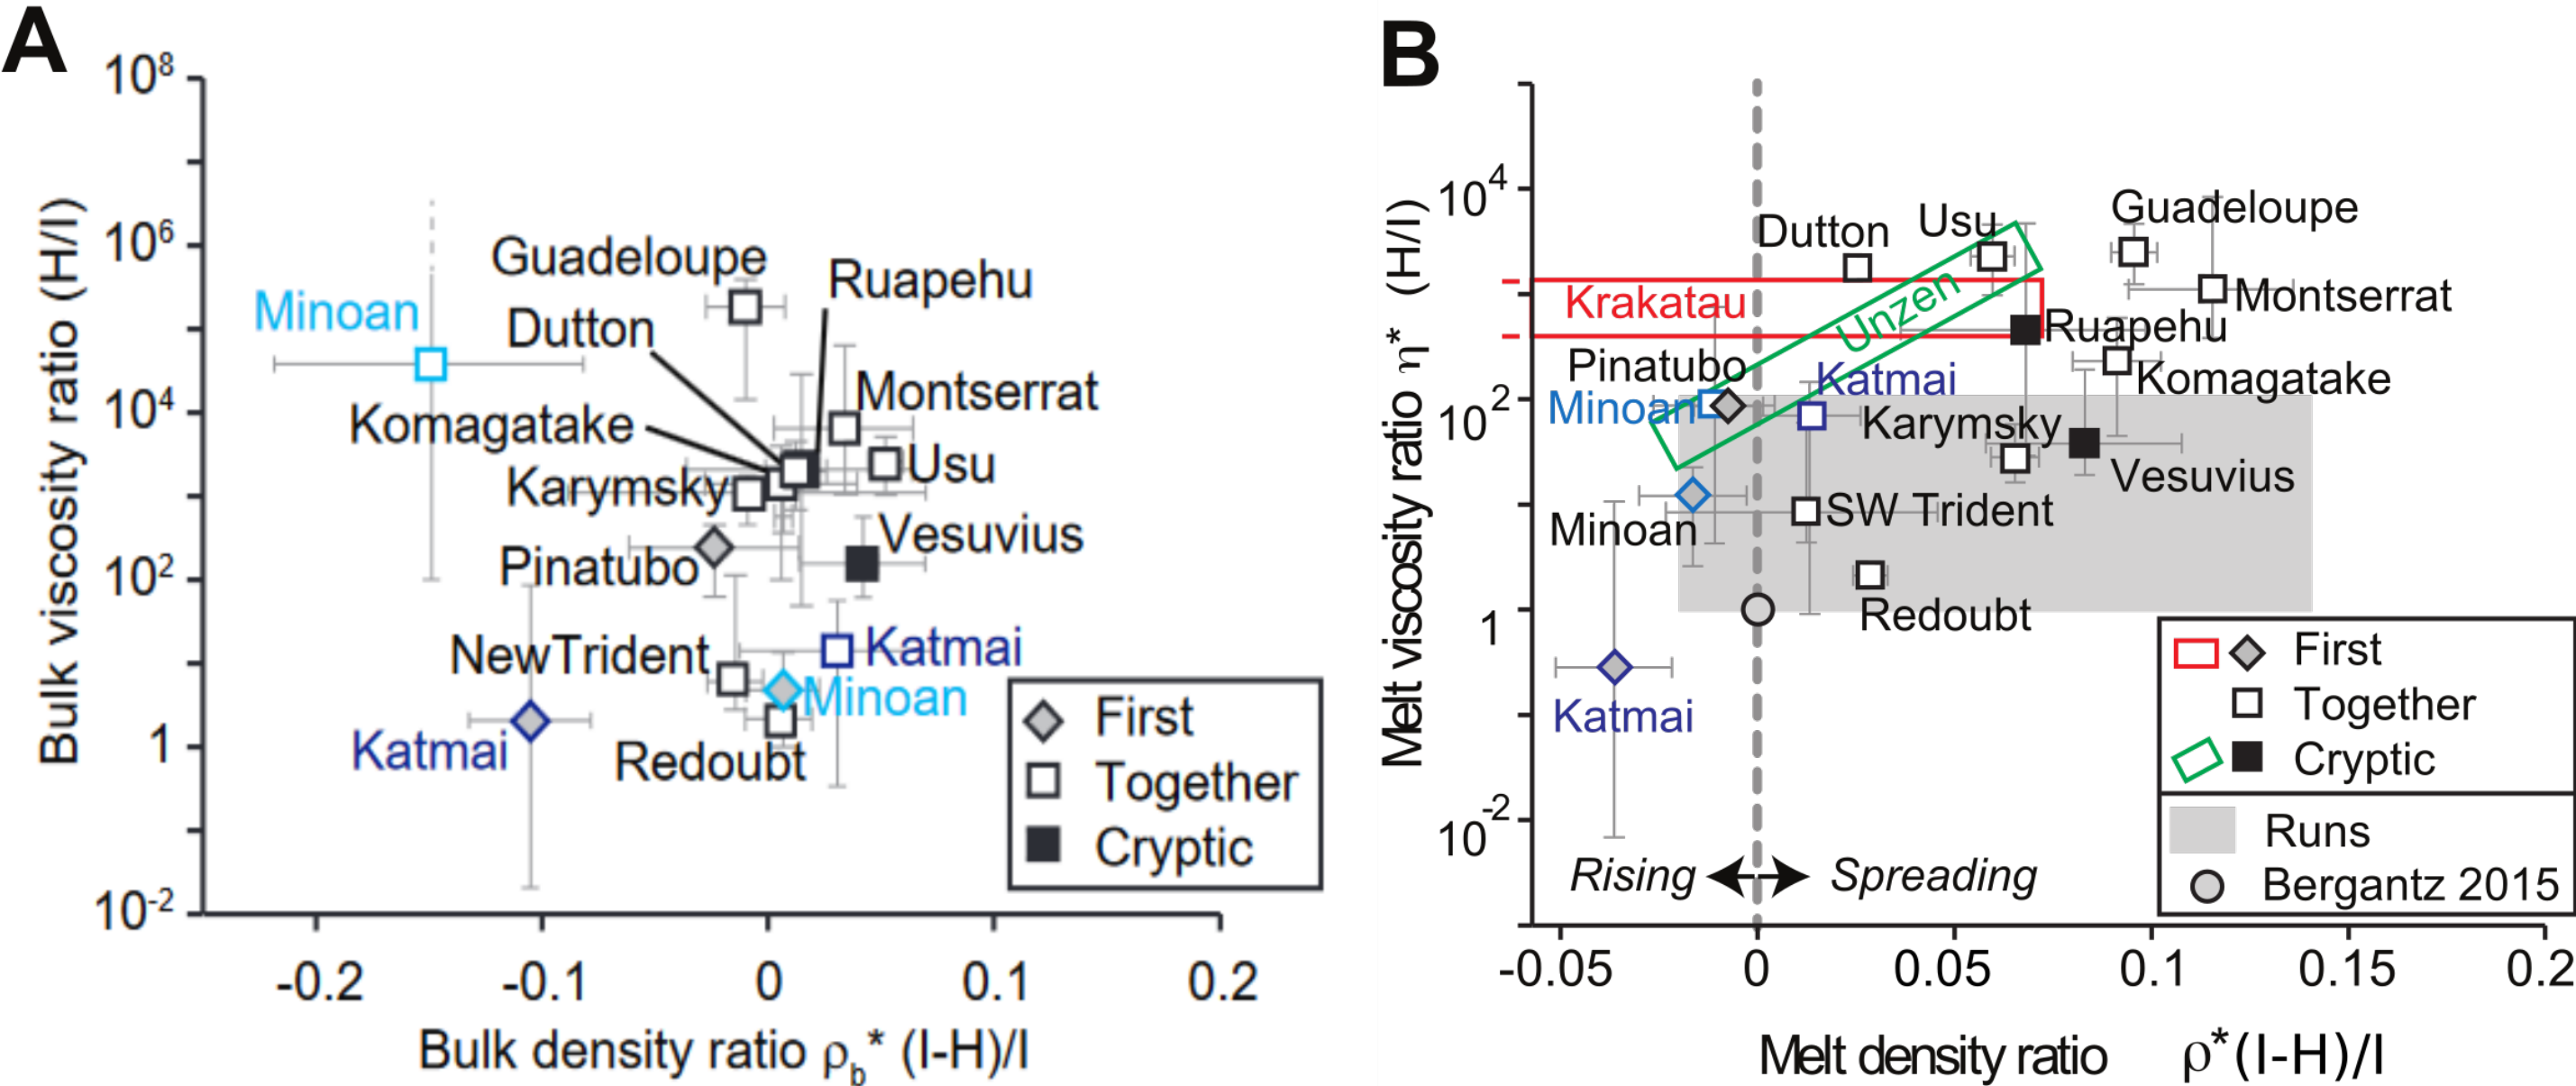 A
10^8
10^6
10^4
10^2
1
10^-2
Bulk viscosity ratio (H/I)
Minoan
Guadeloupe
Ruapehu
Dutton
Komagatake
Montserrat
Karymsky
Usu
Pinatubo
Vesuvius
NewTrident
Katmai
Minoan
Katmai
Redoubt
First
Together
Cryptic
-0.2
-0.1
0
0.1
0.2
Bulk density ratio ρ_b* (I-H)/I
B
10^4
10^2
1
10^-2
Melt viscosity ratio η* (H/I)
Dutton
Usu
Guadeloupe
Krakatau
Unzen
Montserrat
Ruapehu
Pinatubo
Katmai
Komagatake
Minoan
Karymsky
Vesuvius
Minoan
SW Trident
Redoubt
Katmai
Rising
Spreading
First
Together
Cryptic
Runs
Bergantz 2015
-0.05
0
0.05
0.1
0.15
0.2
Melt density ratio ρ*(I-H)/I